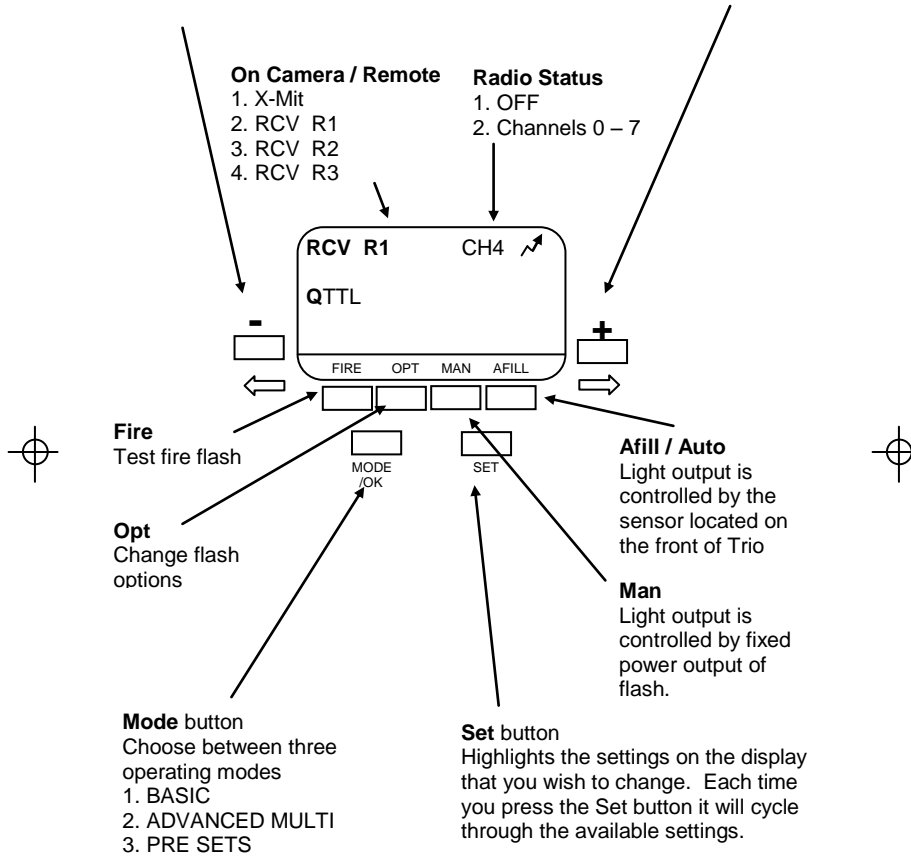 On Camera / Remote
1. X-Mit
2. RCV R1
3. RCV R2
4. RCV R3
Radio Status
1. OFF
2. Channels 0 – 7
RCV R1 CH4
QTTL
-
+
FIRE OPT MAN AFILL
MODE
/OK
SET
Fire
Test fire flash
Opt
Change flash
options
Afill / Auto
Light output is
controlled by the
sensor located on
the front of Trio
Man
Light output is
controlled by fixed
power output of
flash.
Mode button
Choose between three
operating modes
1. BASIC
2. ADVANCED MULTI
3. PRE SETS
Set button
Highlights the settings on the display
that you wish to change. Each time
you press the Set button it will cycle
through the available settings.